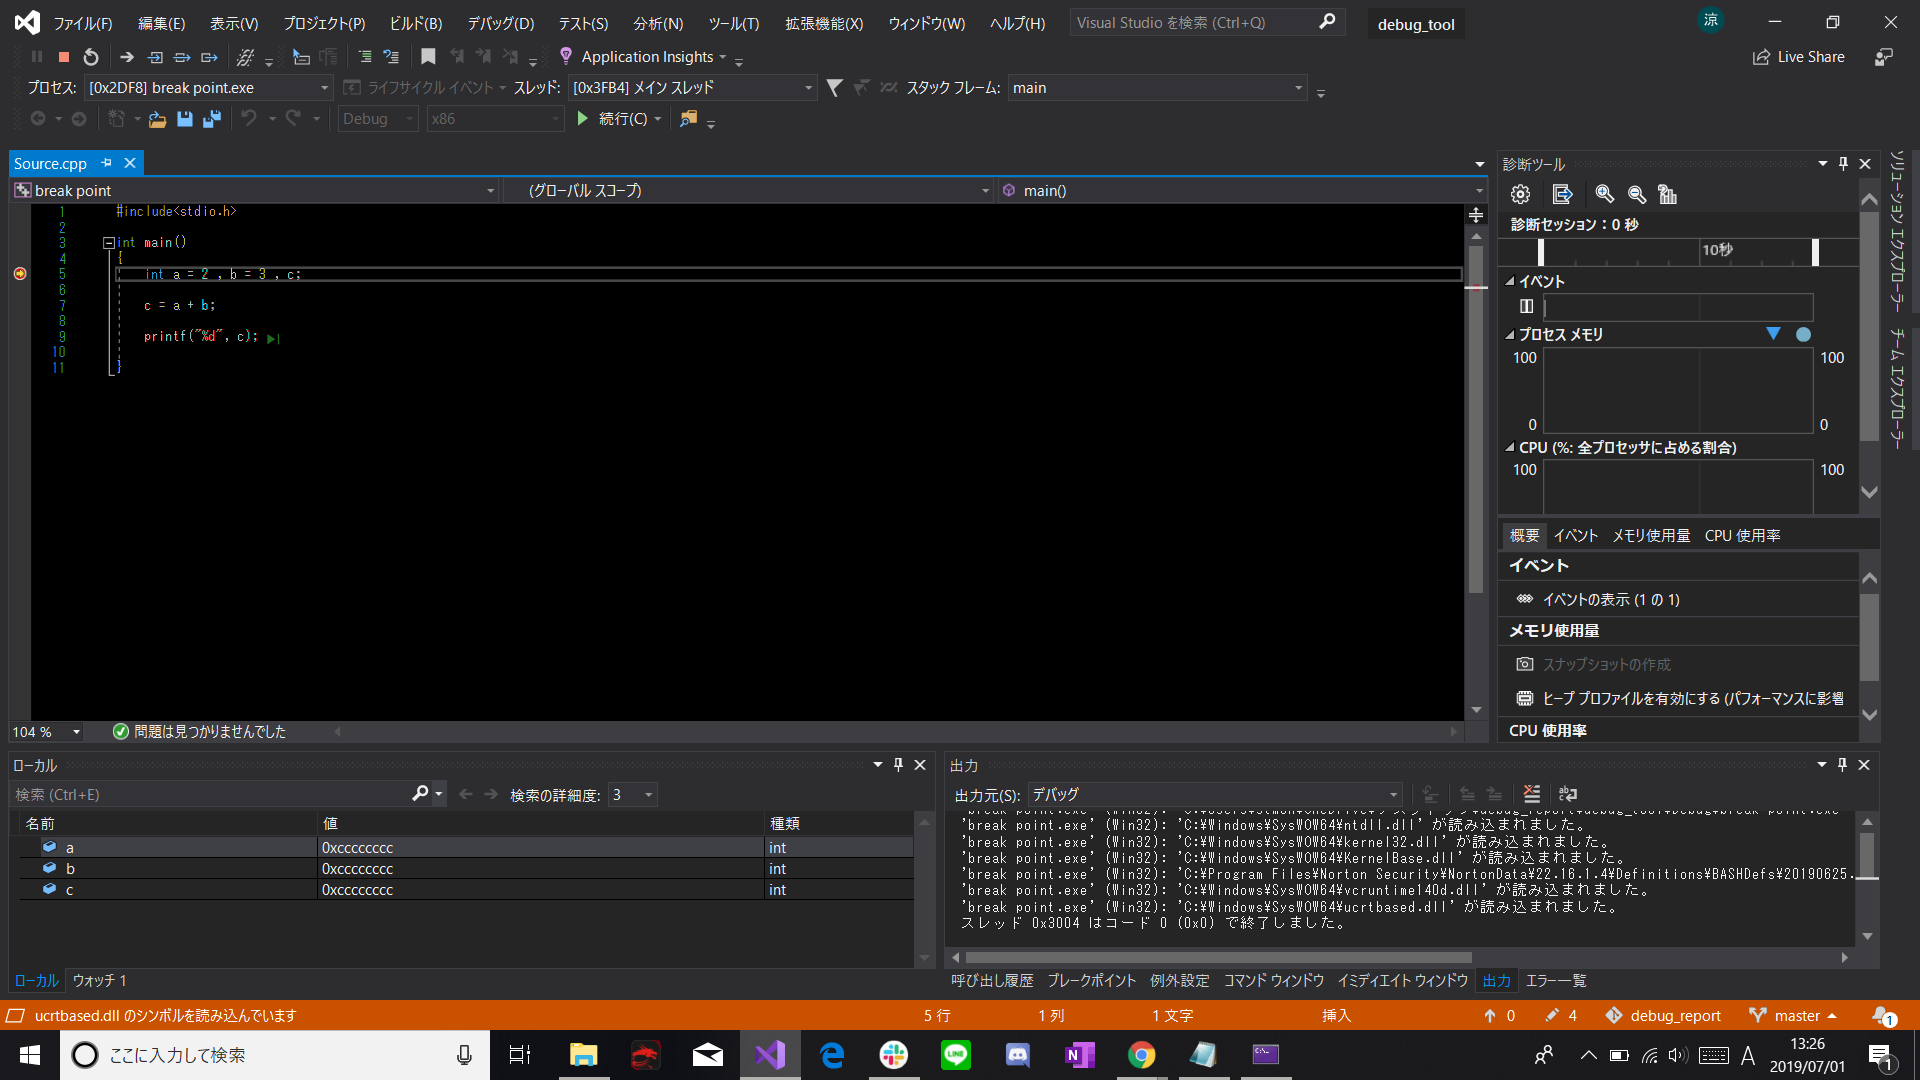 ファイル(F) 編集(E) 表示(V) プロジェクト(P) ビルド(B) デバッグ(D) テスト(S) 分析(N) ツール(T) 拡張機能(X) ウィンドウ(W) ヘルプ(H) Visual Studio を検索 (Ctrl+Q) debug_tool 涼
Application Insights Live Share
プロセス: [0x2DF8] break point.exe ライフサイクル イベント スレッド: [0x3FB4] メイン スレッド スタック フレーム: main
Debug x86 続行(C)
Source.cpp
break point (グローバル スコープ) main()
1 #include<stdio.h>
2
3 int main()
4 {
5 int a = 2 , b = 3 , c;
6
7 c = a + b;
8
9 printf("%d", c);
10
11 }
104 % 問題は見つかりませんでした
診断ツール
診断セッション：0 秒
10秒
イベント
プロセス メモリ
100 100
0 0
CPU (%: 全プロセッサに占める割合)
100 100
概要 イベント メモリ使用量 CPU 使用率
イベント
イベントの表示 (1 の 1)
メモリ使用量
スナップショットの作成
ヒープ プロファイルを有効にする (パフォーマンスに影響
CPU 使用率
ソリューション エクスプローラー
チーム エクスプローラー
ローカル
検索 (Ctrl+E) 検索の詳細度: 3
名前 値 種類
a 0xcccccccc int
b 0xcccccccc int
c 0xcccccccc int
ローカル ウォッチ 1
出力
出力元(S): デバッグ
'break point.exe' (Win32): 'C:¥Windows¥SysWOW64¥ntdll.dll' が読み込まれました。
'break point.exe' (Win32): 'C:¥Windows¥SysWOW64¥kernel32.dll' が読み込まれました。
'break point.exe' (Win32): 'C:¥Windows¥SysWOW64¥KernelBase.dll' が読み込まれました。
'break point.exe' (Win32): 'C:¥Program Files¥Norton Security¥NortonData¥22.16.1.4¥Definitions¥BASHDefs¥20190625.
'break point.exe' (Win32): 'C:¥Windows¥SysWOW64¥vcruntime140d.dll' が読み込まれました。
'break point.exe' (Win32): 'C:¥Windows¥SysWOW64¥ucrtbased.dll' が読み込まれました。
スレッド 0x3004 はコード 0 (0x0) で終了しました。
呼び出し履歴 ブレークポイント 例外設定 コマンド ウィンドウ イミディエイト ウィンドウ 出力 エラー一覧
ucrtbased.dll のシンボルを読み込んでいます 5 行 1 列 1 文字 挿入 0 4 debug_report master 1
ここに入力して検索 LINE N A 13:26
2019/07/01 1